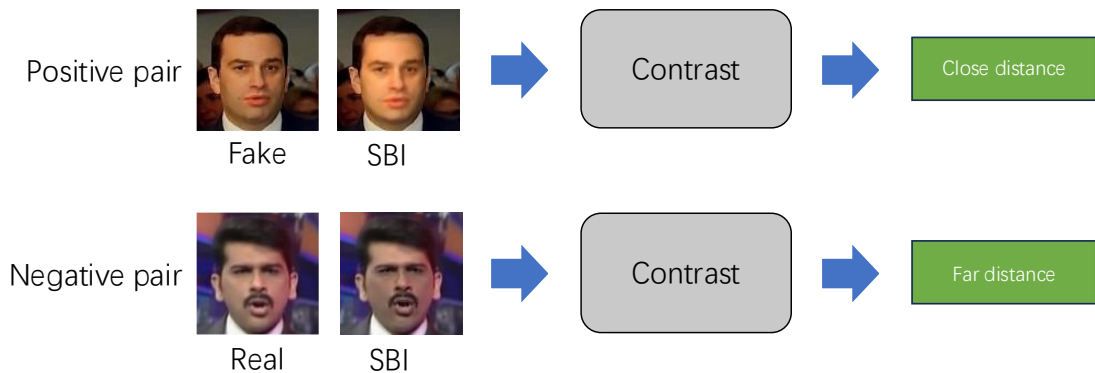 Positive pair
Fake
SBI
Contrast
Close distance
Negative pair
Real
SBI
Contrast
Far distance